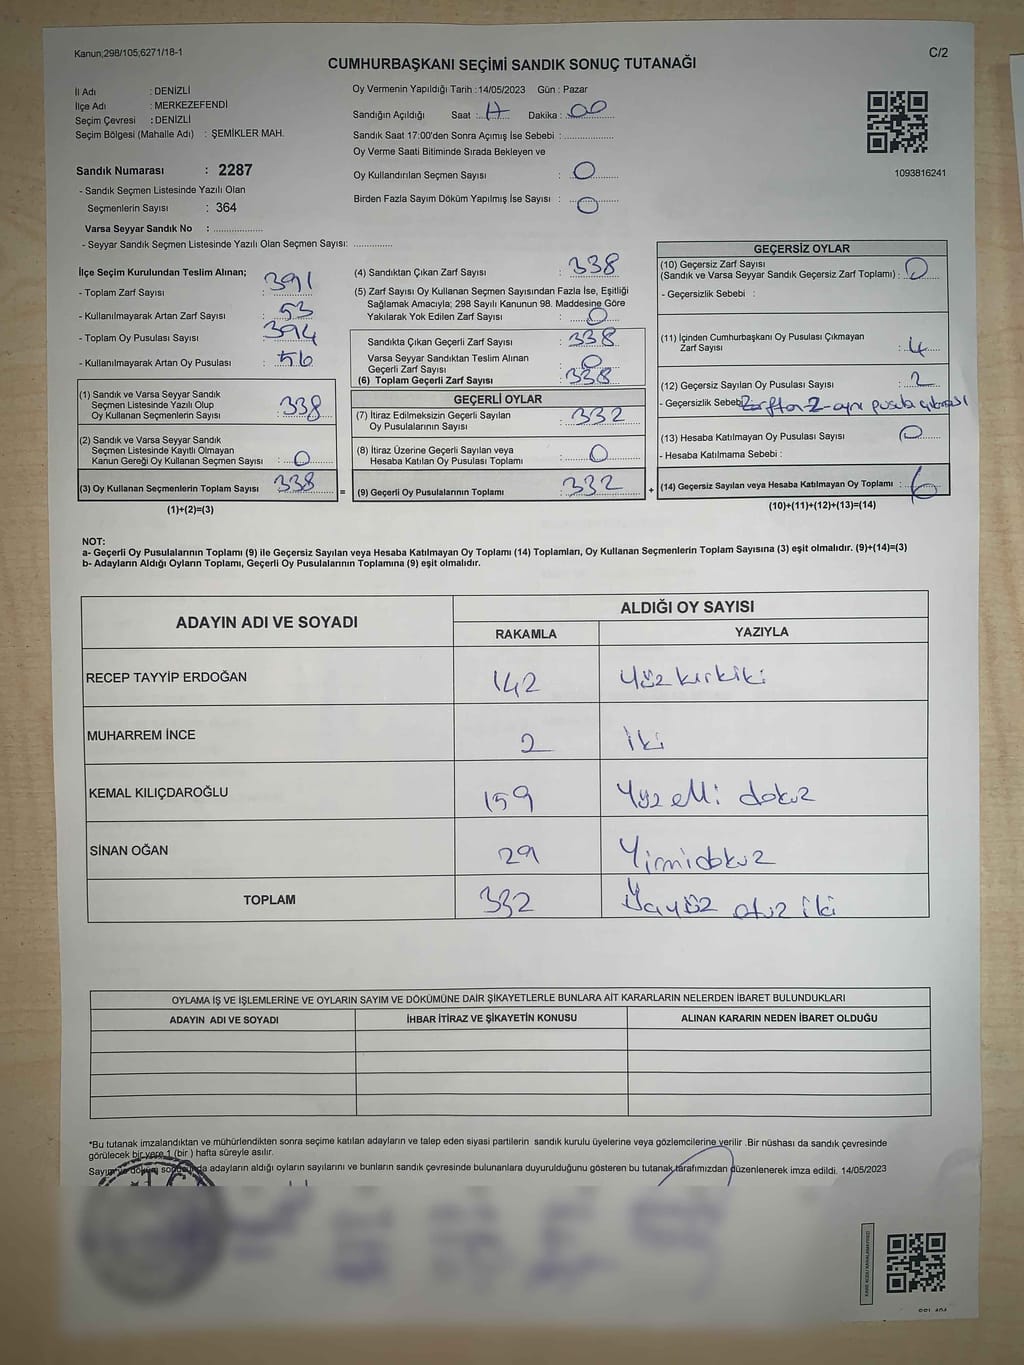 Kanun;298/105;6271/18-1
C/2
CUMHURBAŞKANI SEÇİMİ SANDIK SONUÇ TUTANAĞI
İl Adı : DENİZLİ
İlçe Adı : MERKEZEFENDİ
Seçim Çevresi : DENİZLİ
Seçim Bölgesi (Mahalle Adı) : ŞEMİKLER MAH.
Sandık Numarası : 2287
- Sandık Seçmen Listesinde Yazılı Olan
Seçmenlerin Sayısı : 364
Varsa Seyyar Sandık No : ................
- Seyyar Sandık Seçmen Listesinde Yazılı Olan Seçmen Sayısı: .............
Oy Vermenin Yapıldığı Tarih : 14/05/2023 Gün : Pazar
Sandığın Açıldığı Saat : 17 Dakika : 00
Sandık Saat 17:00'den Sonra Açımış İse Sebebi :................
Oy Verme Saati Bitiminde Sırada Bekleyen ve
Oy Kullandırılan Seçmen Sayısı : 0
Birden Fazla Sayım Döküm Yapılmış İse Sayısı : 0
1093816241
İlçe Seçim Kurulundan Teslim Alınan;
- Toplam Zarf Sayısı : 391
- Kullanılmayarak Artan Zarf Sayısı : 53
- Toplam Oy Pusulası Sayısı : 394
- Kullanılmayarak Artan Oy Pusulası : 56
(1) Sandık ve Varsa Seyyar Sandık
Seçmen Listesinde Yazılı Olup
Oy Kullanan Seçmenlerin Sayısı : 338
(2) Sandık ve Varsa Seyyar Sandık
Seçmen Listesinde Kayıtlı Olmayan
Kanun Gereği Oy Kullanan Seçmen Sayısı : 0
(3) Oy Kullanan Seçmenlerin Toplam Sayısı 338
(1)+(2)=(3)
(4) Sandıktan Çıkan Zarf Sayısı : 338
(5) Zarf Sayısı Oy Kullanan Seçmen Sayısından Fazla İse, Eşitliği
Sağlamak Amacıyla; 298 Sayılı Kanunun 98. Maddesine Göre
Yakılarak Yok Edilen Zarf Sayısı : 0
Sandıkta Çıkan Geçerli Zarf Sayısı : 338
Varsa Seyyar Sandıktan Teslim Alınan
Geçerli Zarf Sayısı : 0
(6) Toplam Geçerli Zarf Sayısı : 338
GEÇERLİ OYLAR
(7) İtiraz Edilmeksizin Geçerli Sayılan
Oy Pusulalarının Sayısı : 332
(8) İtiraz Üzerine Geçerli Sayılan veya
Hesaba Katılan Oy Pusulası Toplamı : 0
= (9) Geçerli Oy Pusulalarının Toplamı : 332 +
GEÇERSİZ OYLAR
(10) Geçersiz Zarf Sayısı
(Sandık ve Varsa Seyyar Sandık Geçersiz Zarf Toplamı) : 0
- Geçersizlik Sebebi :
(11) İçinden Cumhurbaşkanı Oy Pusulası Çıkmayan
Zarf Sayısı : 4
(12) Geçersiz Sayılan Oy Pusulası Sayısı : 2
- Geçersizlik Sebebi Zarftan 2 ayrı pusula çıkması
(13) Hesaba Katılmayan Oy Pusulası Sayısı : 0
- Hesaba Katılmama Sebebi :
(14) Geçersiz Sayılan veya Hesaba Katılmayan Oy Toplamı : 6
(10)+(11)+(12)+(13)=(14)
NOT:
a- Geçerli Oy Pusulalarının Toplamı (9) ile Geçersiz Sayılan veya Hesaba Katılmayan Oy Toplamı (14) Toplamları, Oy Kullanan Seçmenlerin Toplam Sayısına (3) eşit olmalıdır. (9)+(14)=(3)
b- Adayların Aldığı Oyların Toplamı, Geçerli Oy Pusulalarının Toplamına (9) eşit olmalıdır.
ADAYIN ADI VE SOYADI
ALDIĞI OY SAYISI
RAKAMLA YAZIYLA
RECEP TAYYİP ERDOĞAN 142 Yüz kırkiki
MUHARREM İNCE 2 İki
KEMAL KILIÇDAROĞLU 159 Yüz elli dokuz
SİNAN OĞAN 29 Yirmidokuz
TOPLAM 332 Üçyüz otuz iki
OYLAMA İŞ VE İŞLEMLERİNE VE OYLARIN SAYIM VE DÖKÜMÜNE DAİR ŞİKAYETLERLE BUNLARA AİT KARARLARIN NELERDEN İBARET BULUNDUKLARI
ADAYIN ADI VE SOYADI İHBAR İTİRAZ VE ŞİKAYETİN KONUSU ALINAN KARARIN NEDEN İBARET OLDUĞU
*Bu tutanak imzalandıktan ve mühürlendikten sonra seçime katılan adayların ve talep eden siyasi partilerin sandık kurulu üyelerine veya gözlemcilerine verilir .Bir nüshası da sandık çevresinde
görülecek bir yere 1 (bir ) hafta süreyle asılır.
Sayım ve döküm sonucunda adayların aldığı oyların sayılarını ve bunların sandık çevresinde bulunanlara duyurulduğunu gösteren bu tutanak tarafımızdan düzenlenerek imza edildi. 14/05/2023